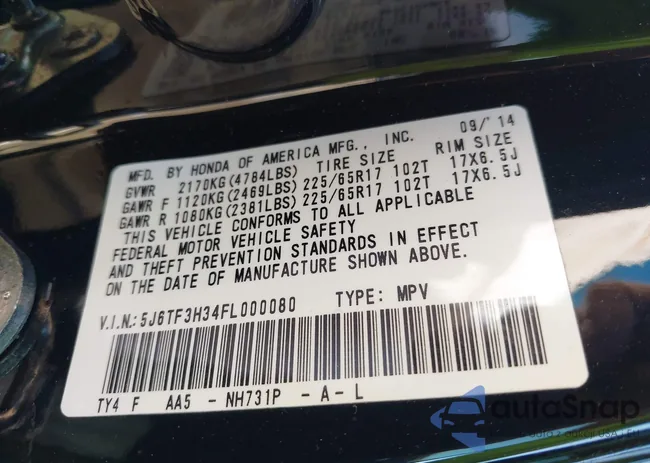 MFD. BY HONDA OF AMERICA MFG., INC. 09/'14
GVWR 2170KG(4784LBS) TIRE SIZE RIM SIZE
GAWR F 1120KG(2469LBS) 225/65R17 102T 17X6.5J
GAWR R 1080KG(2381LBS) 225/65R17 102T 17X6.5J
THIS VEHICLE CONFORMS TO ALL APPLICABLE
FEDERAL MOTOR VEHICLE SAFETY
AND THEFT PREVENTION STANDARDS IN EFFECT
ON THE DATE OF MANUFACTURE SHOWN ABOVE.
V.I.N.:5J6TF3H34FL000080 TYPE: MPV
TY4 F AA5 - NH731P - A - L
autoSnap